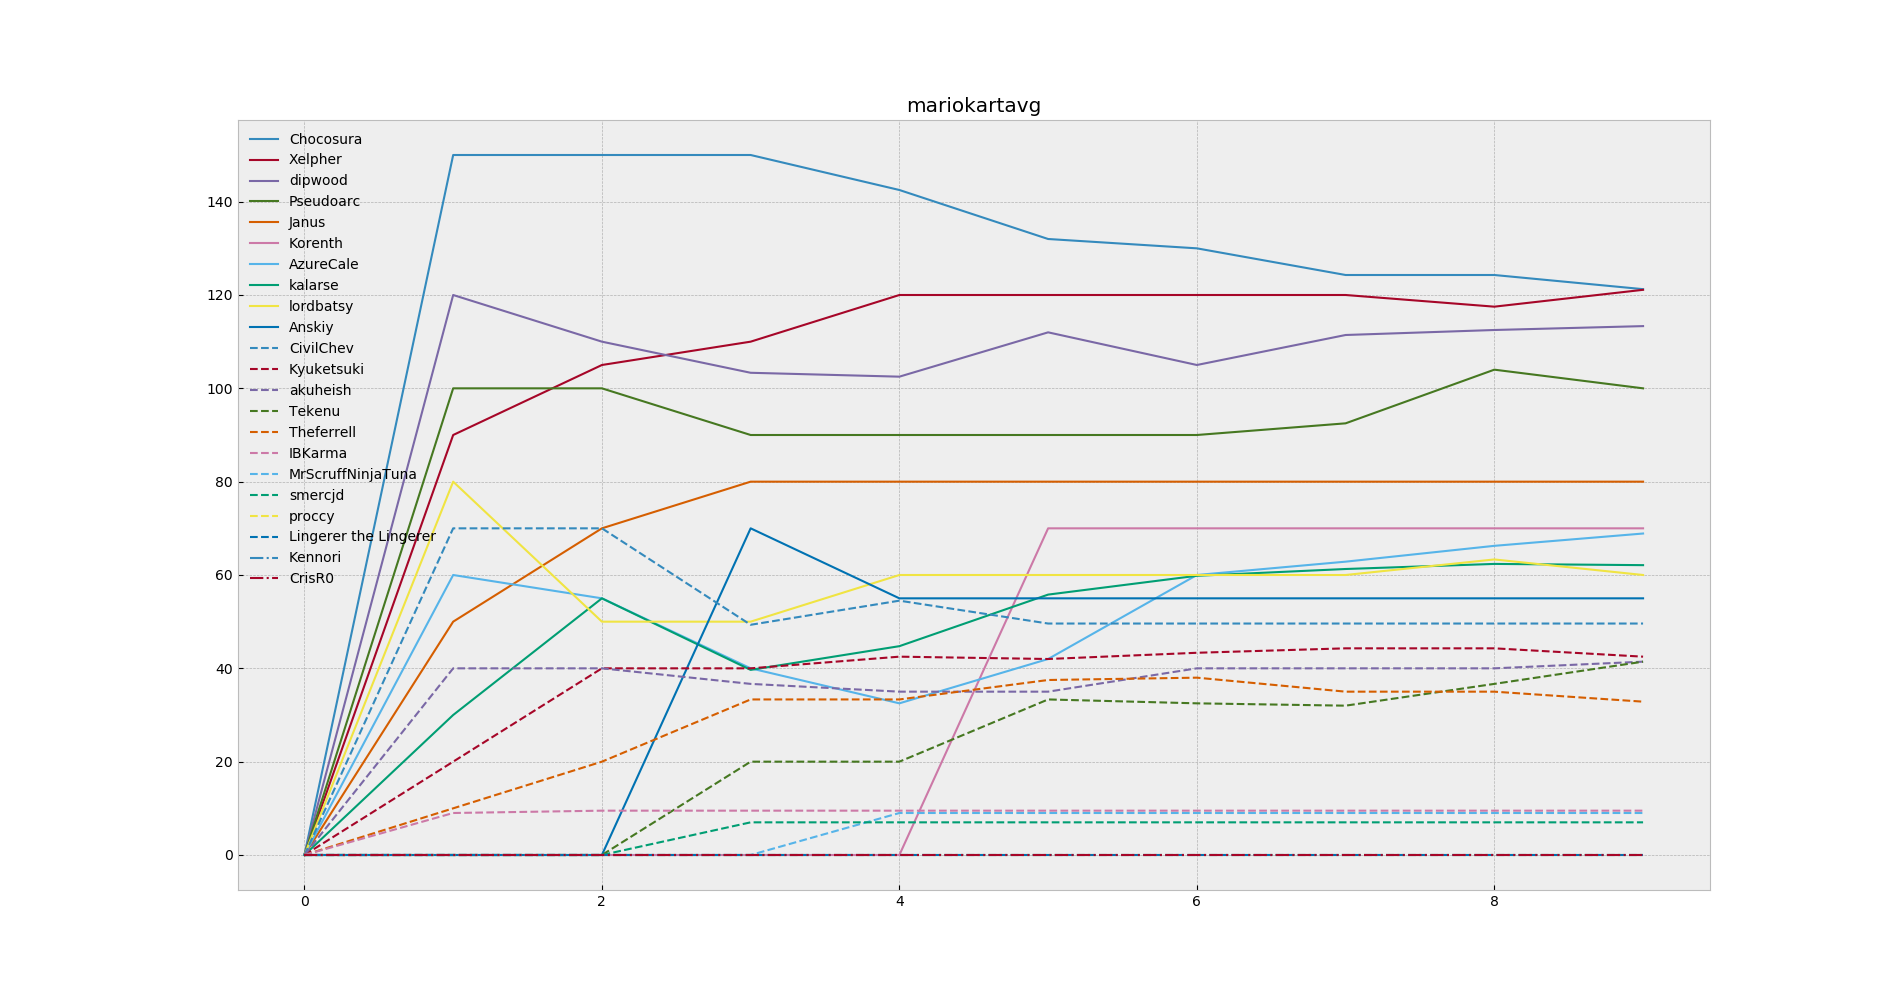 mariokartavg
Chocosura
Xelpher
dipwood
Pseudoarc
Janus
Korenth
AzureCale
kalarse
lordbatsy
Anskiy
CivilChev
Kyuketsuki
akuheish
Tekenu
Theferrell
IBKarma
MrScruffNinjaTuna
smercjd
proccy
Lingerer the Lingerer
Kennori
CrisR0
140
120
100
80
60
40
20
0
0 2 4 6 8